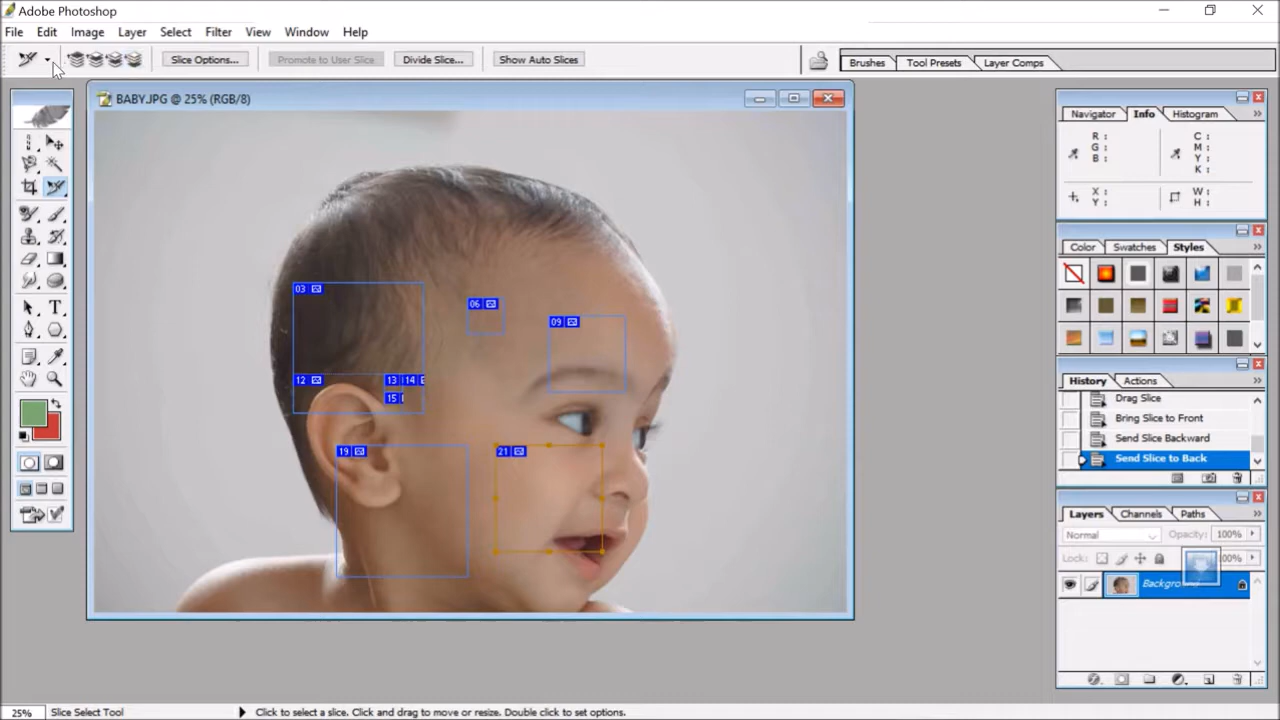 Adobe Photoshop
File Edit Image Layer Select Filter View Window Help
Slice Options... Promote to User Slice Divide Slice... Show Auto Slices Brushes Tool Presets Layer Comps
BABY.JPG @ 25% (RGB/8)
Navigator Info Histogram
R: C:
G: M:
B: Y:
K:
X: W:
Y: H:
Color Swatches Styles
03
06
09
12 13 14
15
19 21
History Actions
Drag Slice
Bring Slice to Front
Send Slice Backward
Send Slice to Back
Layers Channels Paths
Normal Opacity: 100%
Lock: 100%
Background
25% Slice Select Tool Click to select a slice. Click and drag to move or resize. Double click to set options.